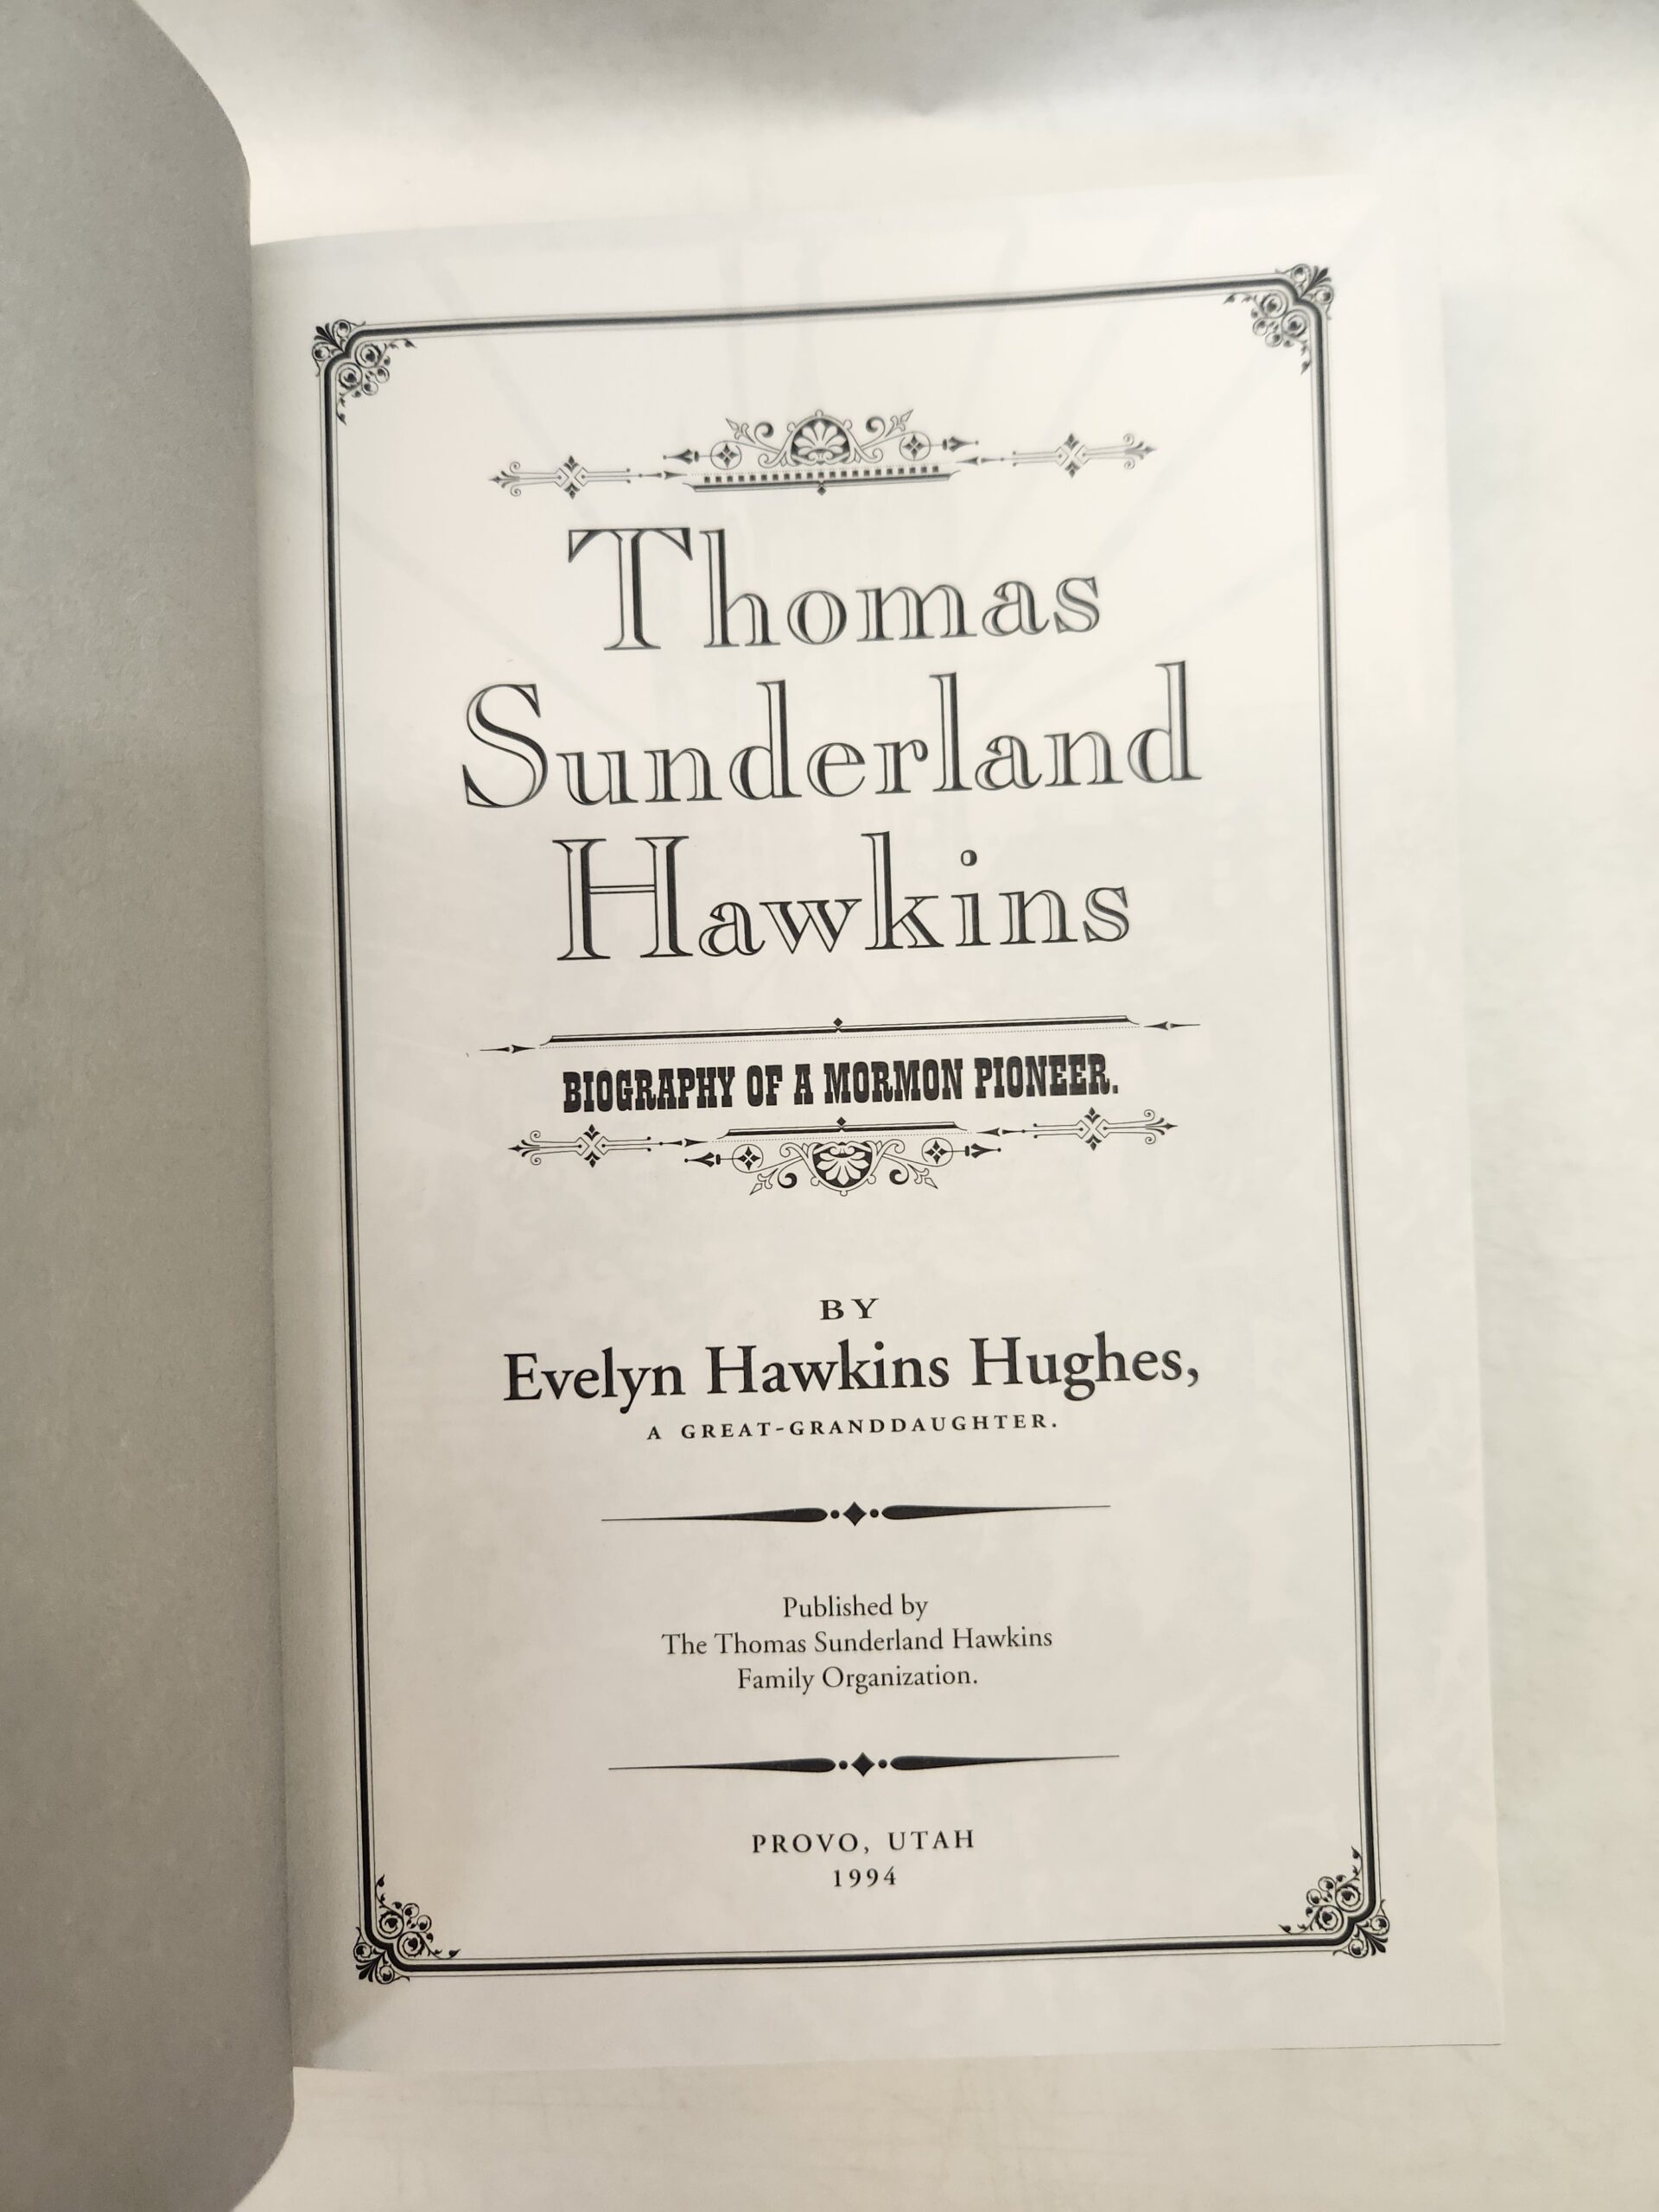 Thomas
Sunderland
Hawkins
BIOGRAPHY OF A MORMON PIONEER.
BY
Evelyn Hawkins Hughes,
A GREAT-GRANDDAUGHTER.
Published by
The Thomas Sunderland Hawkins
Family Organization.
PROVO, UTAH
1994